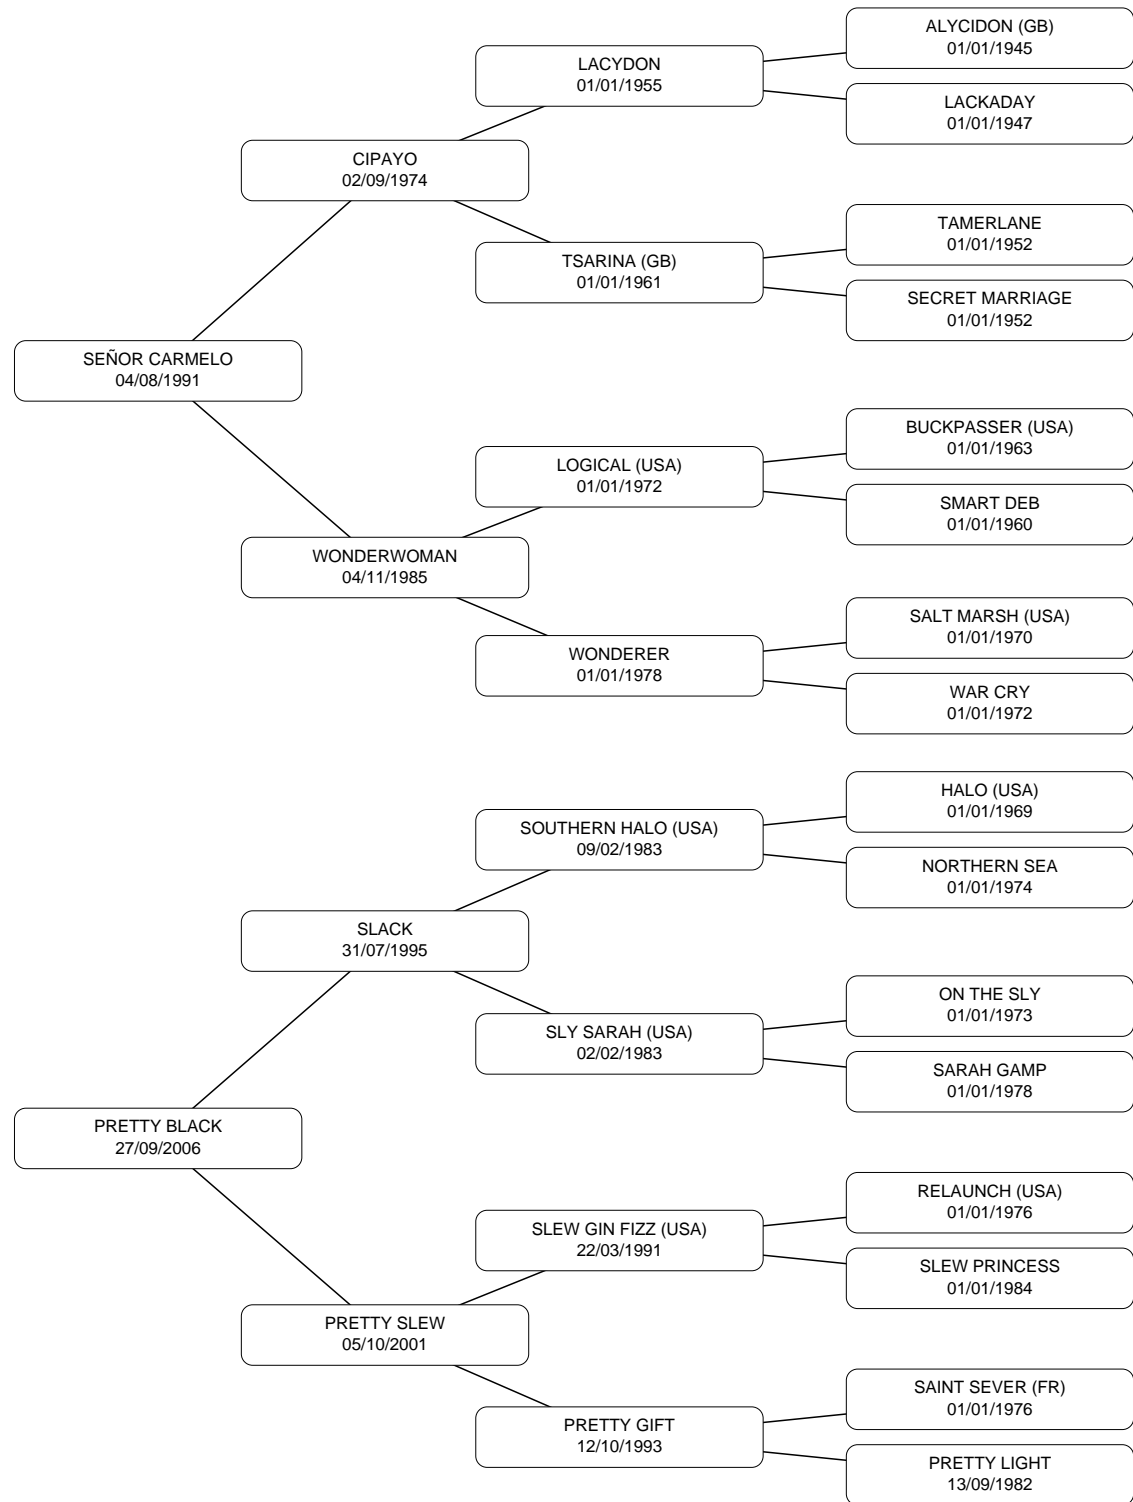 ALYCIDON (GB)
01/01/1945
LACYDON
01/01/1955
LACKADAY
01/01/1947
CIPAYO
02/09/1974
TAMERLANE
01/01/1952
TSARINA (GB)
01/01/1961
SECRET MARRIAGE
01/01/1952
SEÑOR CARMELO
04/08/1991
BUCKPASSER (USA)
01/01/1963
LOGICAL (USA)
01/01/1972
SMART DEB
01/01/1960
WONDERWOMAN
04/11/1985
SALT MARSH (USA)
01/01/1970
WONDERER
01/01/1978
WAR CRY
01/01/1972
HALO (USA)
01/01/1969
SOUTHERN HALO (USA)
09/02/1983
NORTHERN SEA
01/01/1974
SLACK
31/07/1995
ON THE SLY
01/01/1973
SLY SARAH (USA)
02/02/1983
SARAH GAMP
01/01/1978
PRETTY BLACK
27/09/2006
RELAUNCH (USA)
01/01/1976
SLEW GIN FIZZ (USA)
22/03/1991
SLEW PRINCESS
01/01/1984
PRETTY SLEW
05/10/2001
SAINT SEVER (FR)
01/01/1976
PRETTY GIFT
12/10/1993
PRETTY LIGHT
13/09/1982